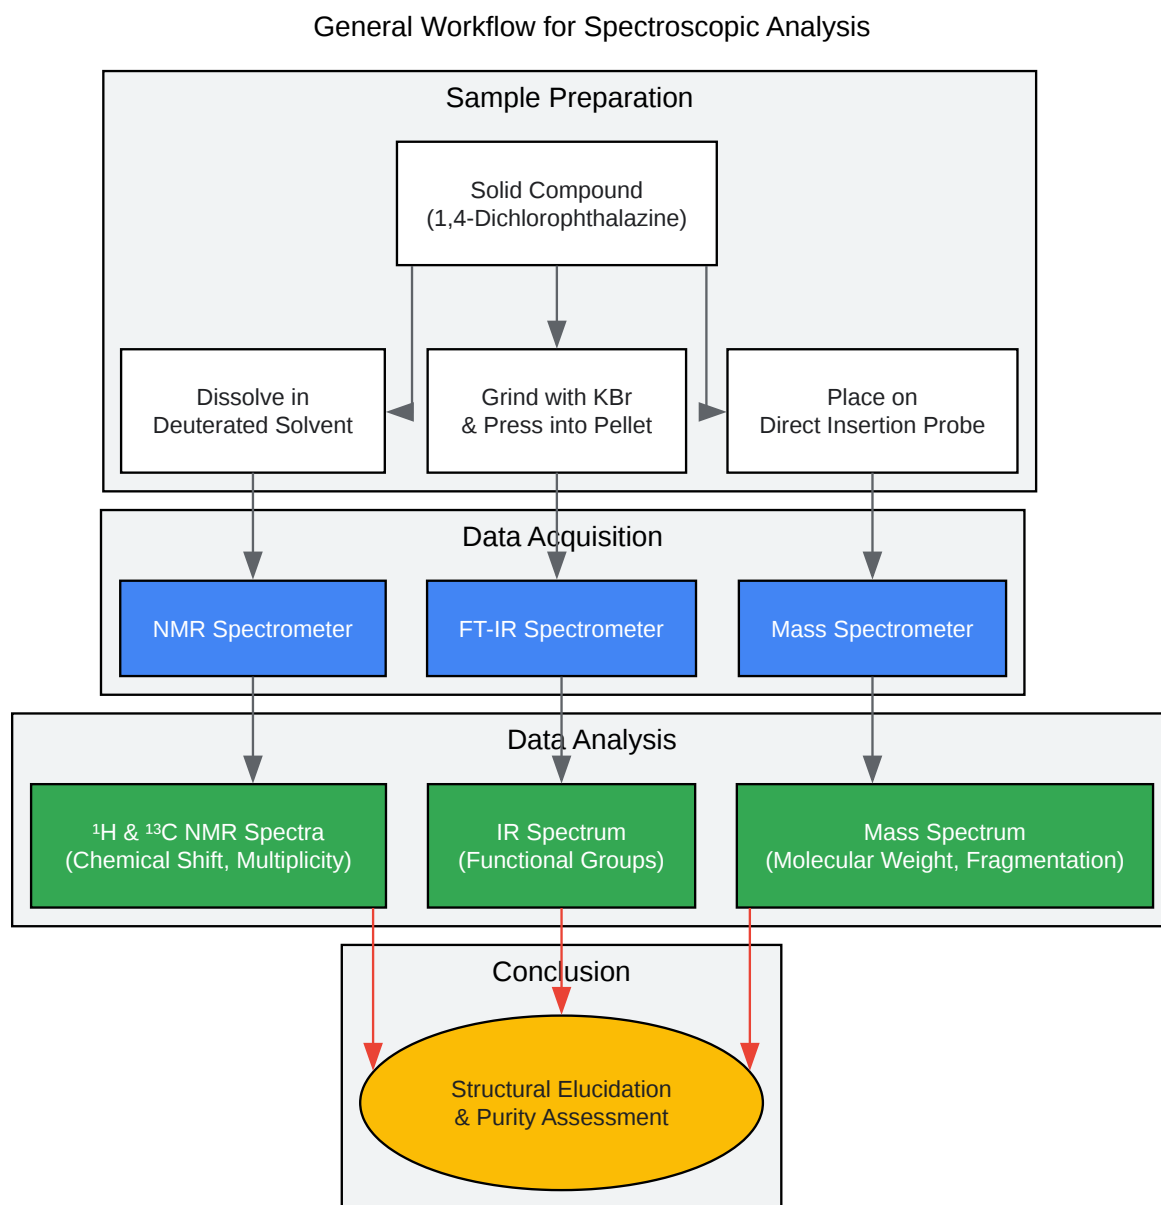 General Workflow for Spectroscopic Analysis
Sample Preparation
Solid Compound
(1,4-Dichlorophthalazine)
Dissolve in
Deuterated Solvent
Grind with KBr
& Press into Pellet
Place on
Direct Insertion Probe
Data Acquisition
NMR Spectrometer
FT-IR Spectrometer
Mass Spectrometer
Data Analysis
¹H & ¹³C NMR Spectra
(Chemical Shift, Multiplicity)
IR Spectrum
(Functional Groups)
Mass Spectrum
(Molecular Weight, Fragmentation)
Conclusion
Structural Elucidation
& Purity Assessment